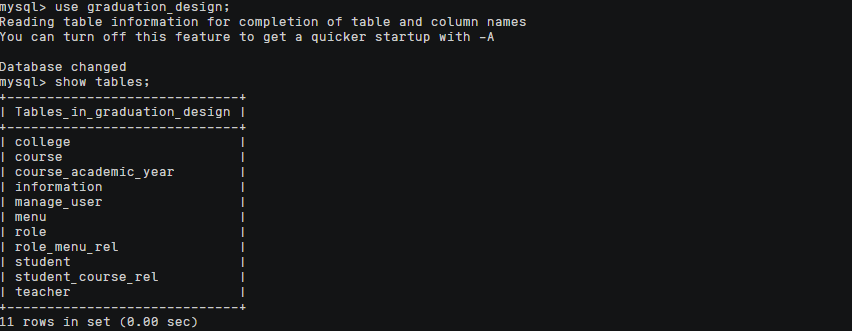 mysql> use graduation_design;
Reading table information for completion of table and column names
You can turn off this feature to get a quicker startup with -A

Database changed
mysql> show tables;
+-----------------------------+
| Tables_in_graduation_design |
+-----------------------------+
| college                     |
| course                      |
| course_academic_year        |
| information                 |
| manage_user                 |
| menu                        |
| role                        |
| role_menu_rel               |
| student                     |
| student_course_rel          |
| teacher                     |
+-----------------------------+
11 rows in set (0.00 sec)